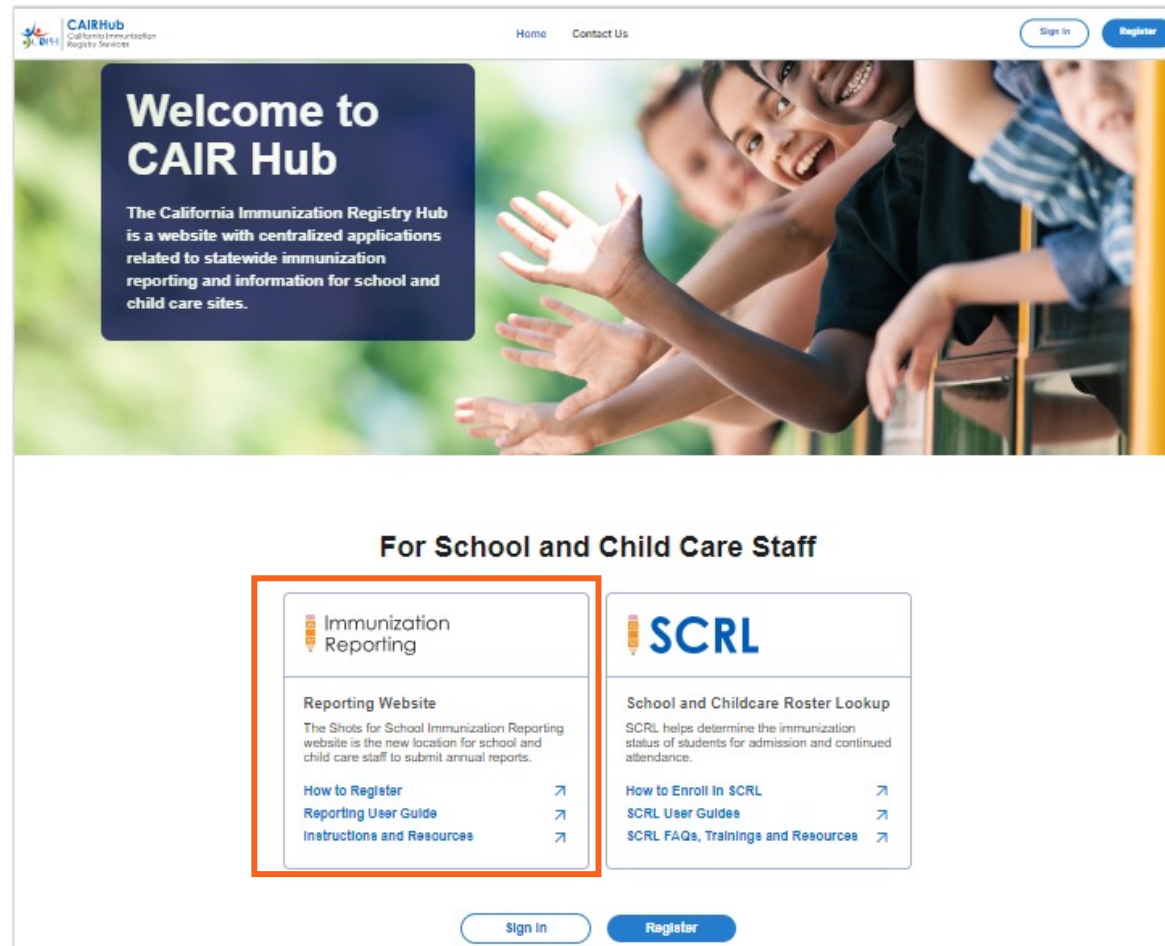 CAIRHub
California Immunization
Registry Services
Home Contact Us
Sign In
Register
Welcome to
CAIR Hub
The California Immunization Registry Hub
is a website with centralized applications
related to statewide immunization
reporting and information for school and
child care sites.
For School and Child Care Staff
Immunization
Reporting
Reporting Website
The Shots for School Immunization Reporting
website is the new location for school and
child care staff to submit annual reports.
How to Register
Reporting User Guide
Instructions and Resources
SCRL
School and Childcare Roster Lookup
SCRL helps determine the immunization
status of students for admission and continued
attendance.
How to Enroll in SCRL
SCRL User Guides
SCRL FAQs, Trainings and Resources
Sign In
Register